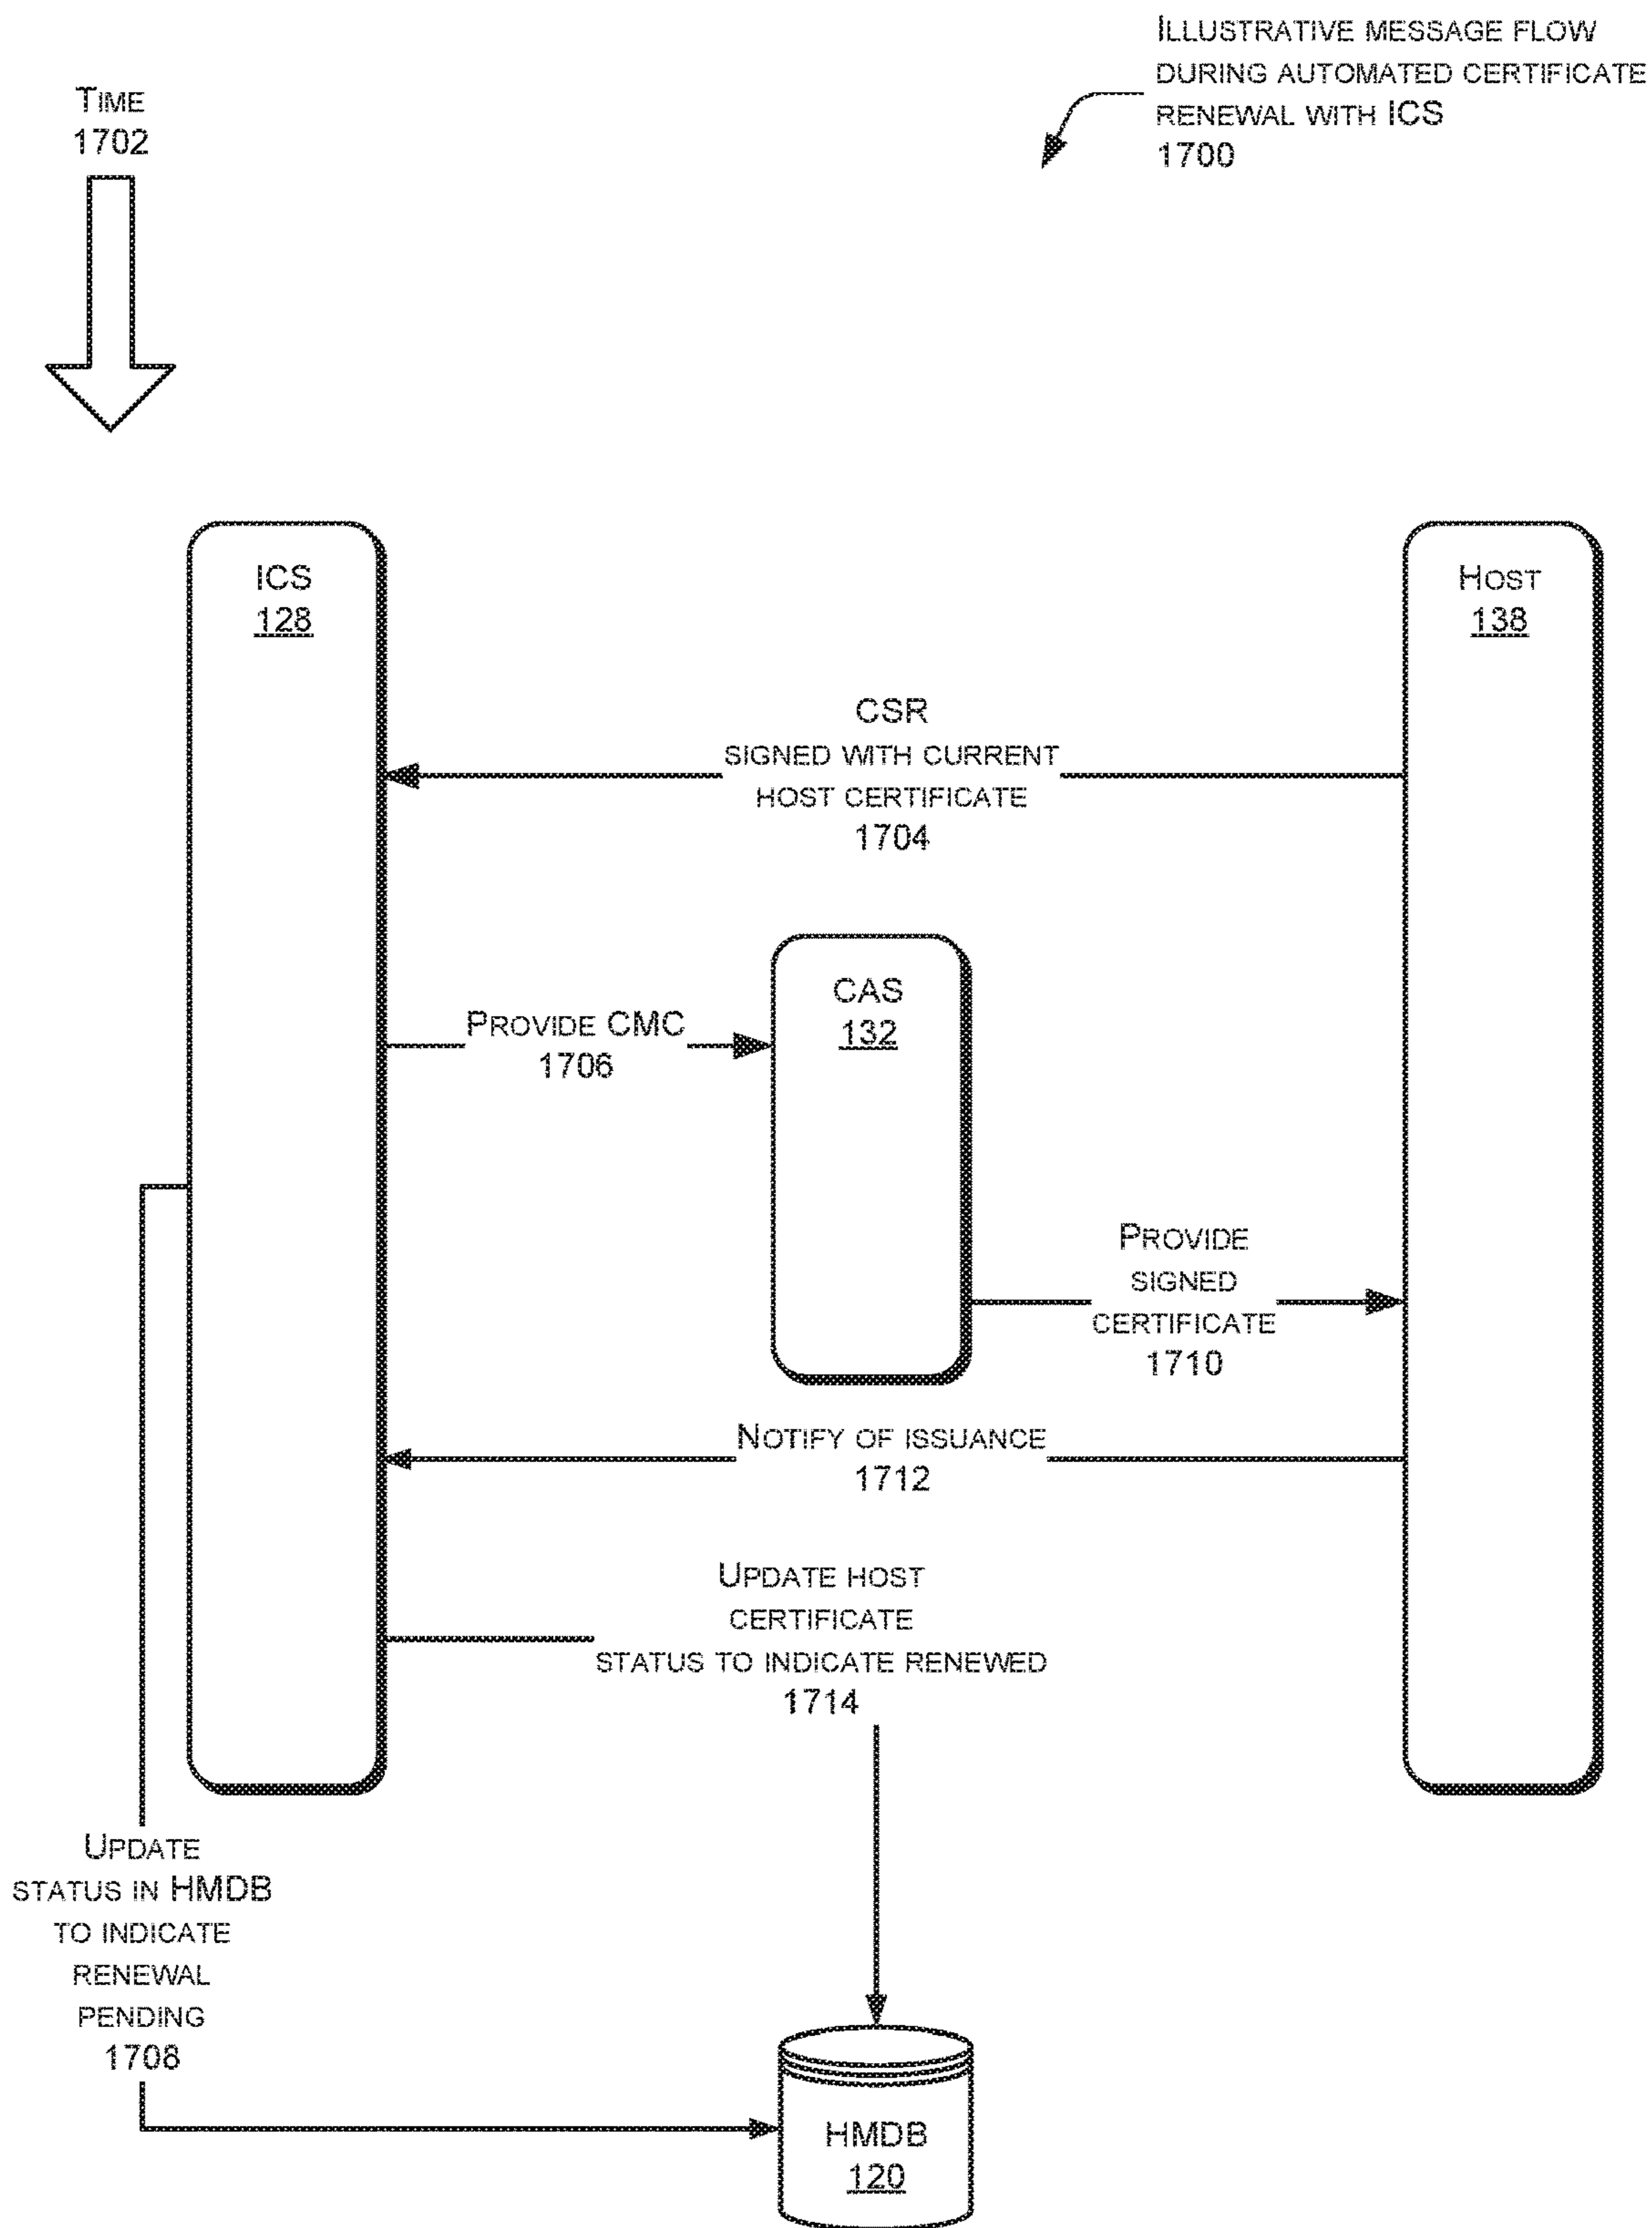 ILLUSTRATIVE MESSAGE FLOW
DURING AUTOMATED CERTIFICATE
RENEWAL WITH ICS
1700
TIME
1702
ICS
128
HOST
138
CSR
SIGNED WITH CURRENT
HOST CERTIFICATE
1704
CAS
132
PROVIDE CMC
1706
PROVIDE
SIGNED
CERTIFICATE
1710
NOTIFY OF ISSUANCE
1712
UPDATE HOST
CERTIFICATE
STATUS TO INDICATE RENEWED
1714
UPDATE
STATUS IN HMDB
TO INDICATE
RENEWAL
PENDING
1708
HMDB
120